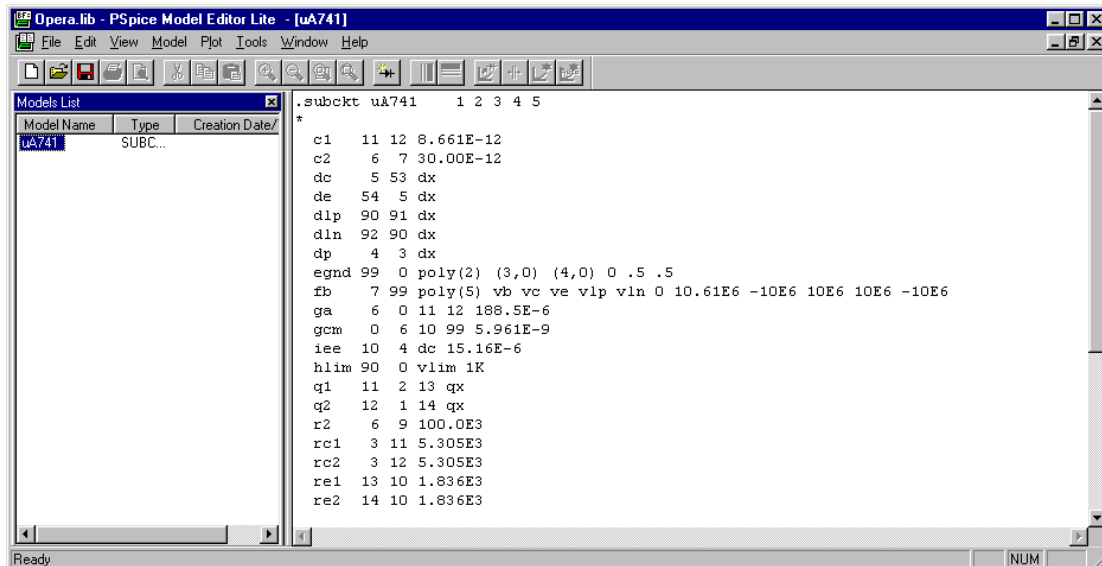 Opera.lib - PSpice Model Editor Lite - [uA741]
File Edit View Model Plot Tools Window Help
Models List
Model Name Type Creation Date/
uA741 SUBC...
.subckt uA741 1 2 3 4 5
*
c1 11 12 8.661E-12
c2 6 7 30.00E-12
dc 5 53 dx
de 54 5 dx
dlp 90 91 dx
dln 92 90 dx
dp 4 3 dx
egnd 99 0 poly(2) (3,0) (4,0) 0 .5 .5
fb 7 99 poly(5) vb vc ve vlp vln 0 10.61E6 -10E6 10E6 10E6 -10E6
ga 6 0 11 12 188.5E-6
gcm 0 6 10 99 5.961E-9
iee 10 4 dc 15.16E-6
hlim 90 0 vlim 1K
q1 11 2 13 qx
q2 12 1 14 qx
r2 6 9 100.0E3
rc1 3 11 5.305E3
rc2 3 12 5.305E3
re1 13 10 1.836E3
re2 14 10 1.836E3
Ready
NUM